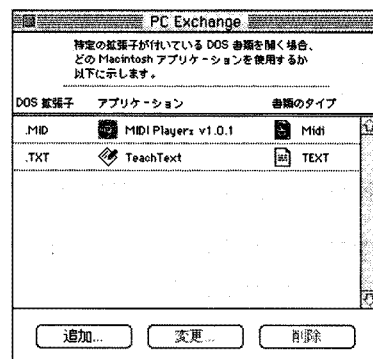 PC Exchange
特定の拡張子が付いている DOS 書類を開く場合、
どの Macintosh アプリケーションを使用するか
以下に示します。
DOS 拡張子 アプリケーション 書類のタイプ
.MID MIDI Player: v1.0.1 Midi
.TXT TeachText TEXT
追加... 変更... 削除